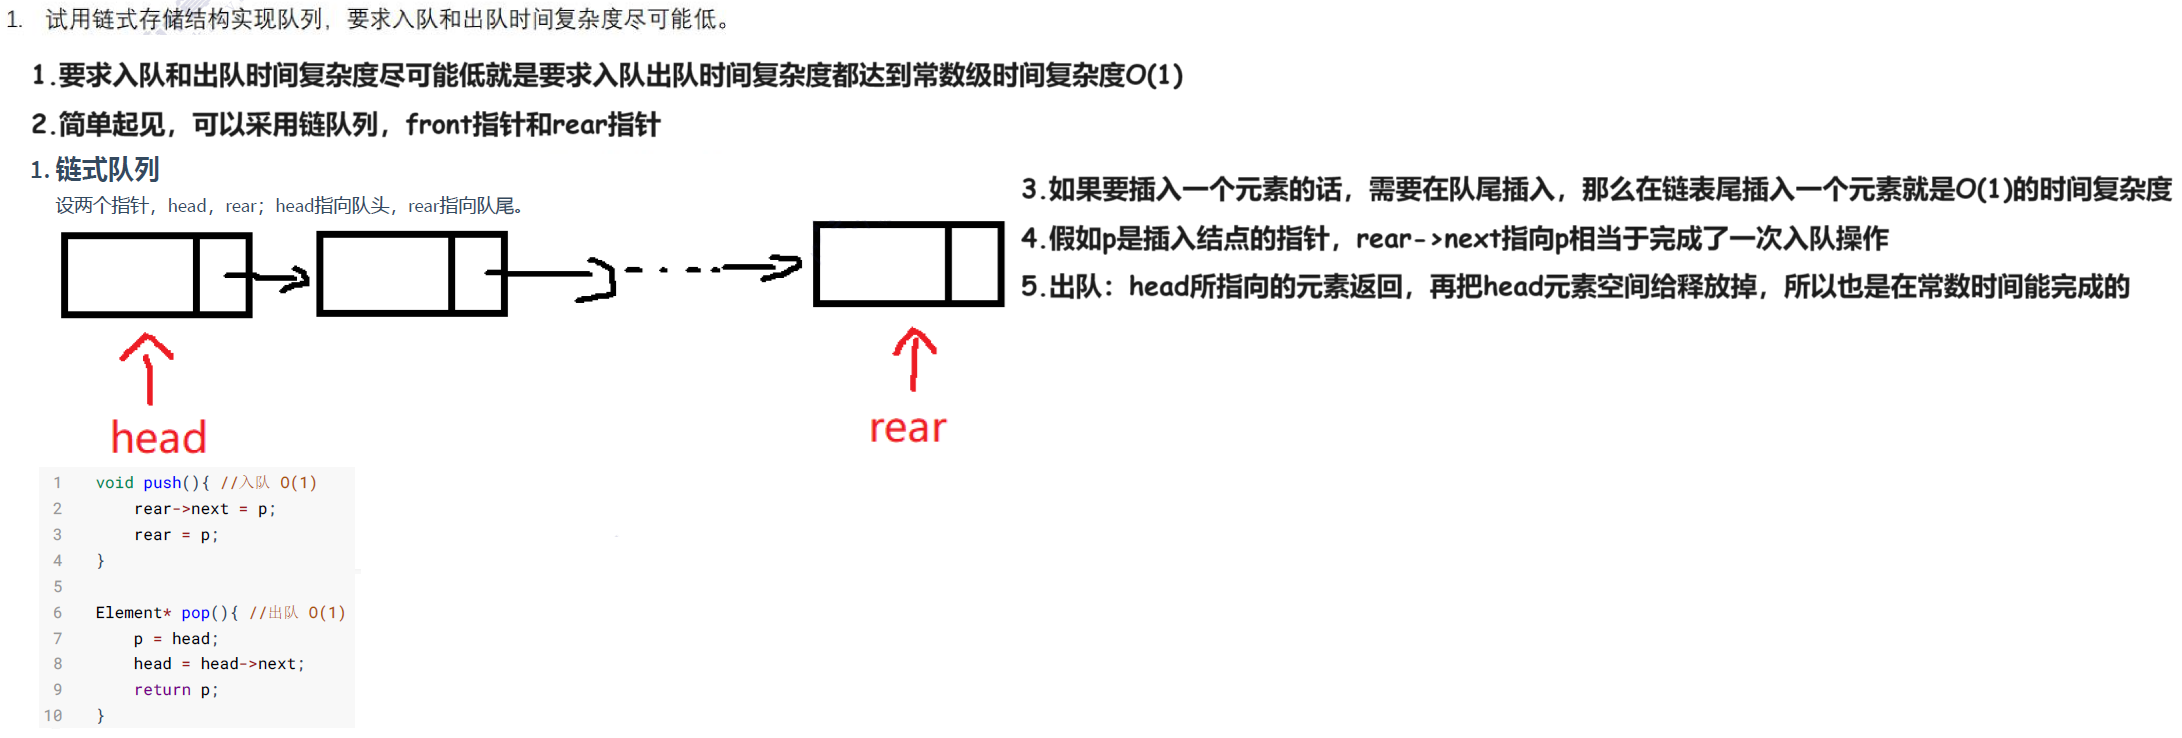 1. 试用链式存储结构实现队列，要求入队和出队时间复杂度尽可能低。
1.要求入队和出队时间复杂度尽可能低就是要求入队出队时间复杂度都达到常数级时间复杂度O(1)
2.简单起见，可以采用链队列，front指针和rear指针
1. 链式队列
设两个指针，head，rear；head指向队头，rear指向队尾。
3.如果要插入一个元素的话，需要在队尾插入，那么在链表尾插入一个元素就是O(1)的时间复杂度
4.假如p是插入结点的指针，rear->next指向p相当于完成了一次入队操作
5.出队：head所指向的元素返回，再把head元素空间给释放掉，所以也是在常数时间能完成的
head
rear
1 void push(){ //入队 O(1)
2 rear->next = p;
3 rear = p;
4 }
5
6 Element* pop(){ //出队 O(1)
7 p = head;
8 head = head->next;
9 return p;
10 }